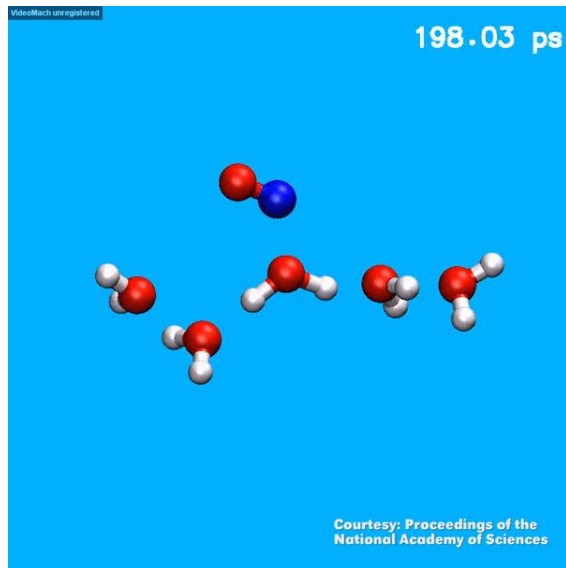 VideoMach unregistered
198.03 ps
Courtesy: Proceedings of the
National Academy of Sciences